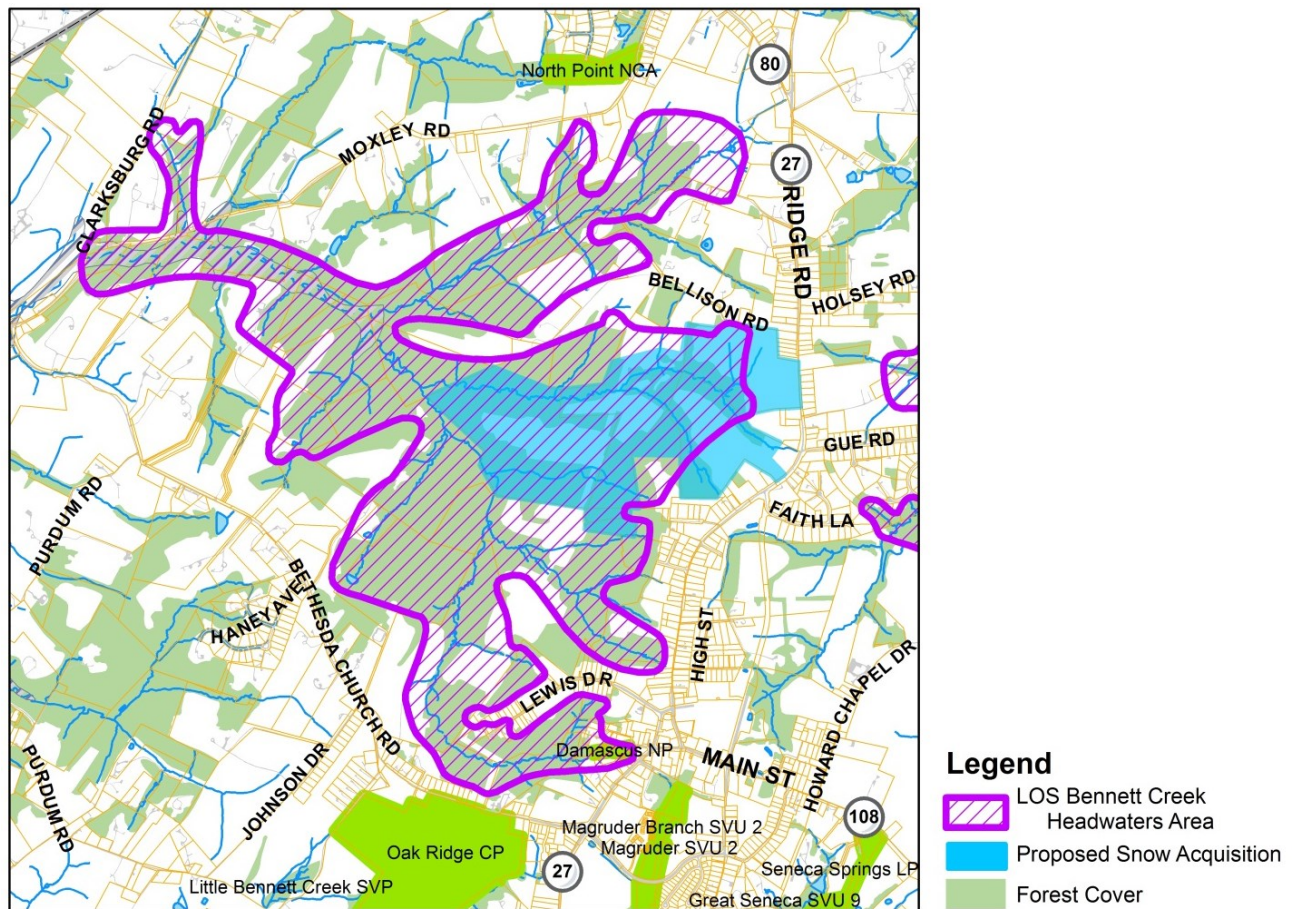 North Point NCA
80
CLARKSBURG RD
MOXLEY RD
27
RIDGE RD
BELLISON RD
HOLSEY RD
GUE RD
PURDUM RD
FAITH LA
BETHESDA CHURCH RD
HANEY AVE
HIGH ST
LEWIS DR
HOWARD CHAPEL DR
Damascus NP
MAIN ST
PURDUM RD
JOHNSON DR
108
Magruder Branch SVU 2
Magruder SVU 2
Oak Ridge CP
27
Seneca Springs LP
Little Bennett Creek SVP
Great Seneca SVU 9
Legend
LOS Bennett Creek
Headwaters Area
Proposed Snow Acquisition
Forest Cover